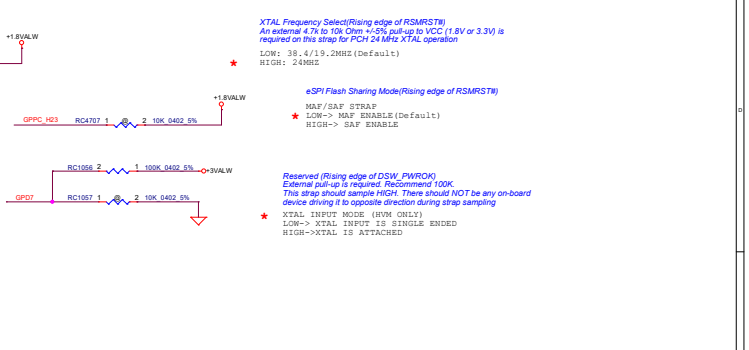 XTAL Frequency Select(Rising edge of RSMRST#)
An external 4.7k to 10k Ohm +/-5% pull-up to VCC (1.8V or 3.3V) is
required on this strap for PCH 24 MHz XTAL operation
+1.8VALW
LOW: 38.4/19.2MHZ(Default)
* HIGH: 24MHZ
eSPI Flash Sharing Mode(Rising edge of RSMRST#)
+1.8VALW
MAF/SAF STRAP
* LOW-> MAF ENABLE(Default)
HIGH-> SAF ENABLE
GPPC_H23 RC4707 1 @ 2 10K_0402_5%
D
RC1056 2 1 100K_0402_5% +3VALW
GPD7 RC1057 1 @ 2 10K_0402_5%
Reserved (Rising edge of DSW_PWROK)
External pull-up is required. Recommend 100K.
This strap should sample HIGH. There should NOT be any on-board
device driving it to opposite direction during strap sampling
* XTAL INPUT MODE (HVM ONLY)
LOW-> XTAL INPUT IS SINGLE ENDED
HIGH->XTAL IS ATTACHED